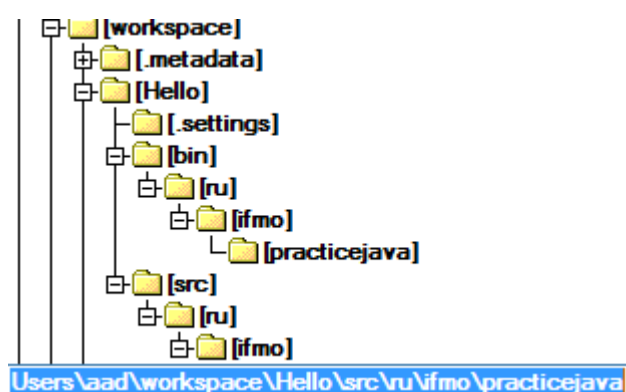 [workspace]
[.metadata]
[Hello]
[.settings]
[bin]
[ru]
[ifmo]
[practicejava]
[src]
[ru]
[ifmo]
Users\aad\workspace\Hello\src\ru\ifmo\practicejava